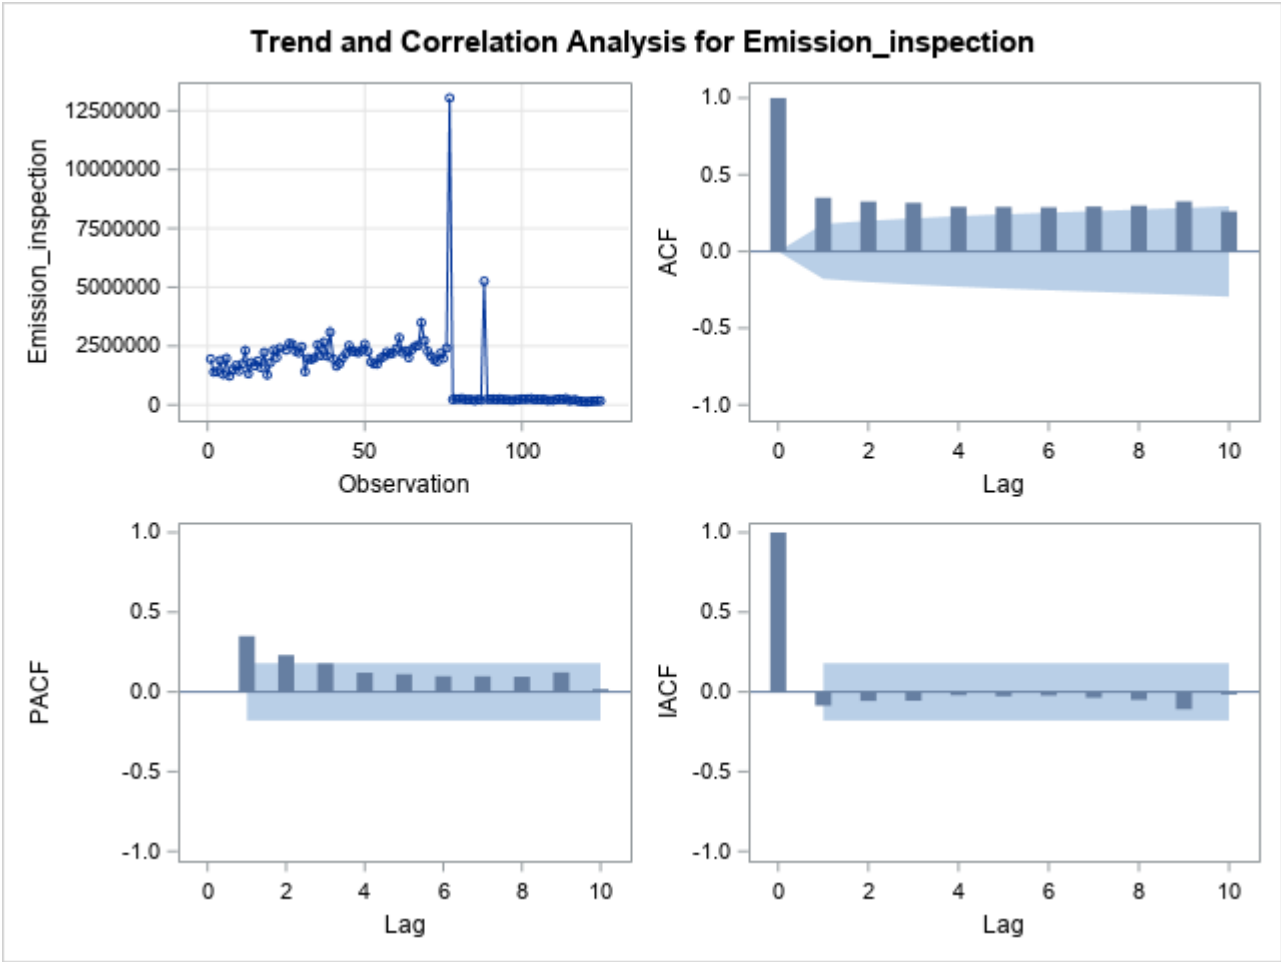 Trend and Correlation Analysis for Emission_inspection
Emission_inspection
12500000
10000000
7500000
5000000
2500000
0
0 50 100
Observation
ACF
1.0
0.5
0.0
-0.5
-1.0
0 2 4 6 8 10
Lag
PACF
1.0
0.5
0.0
-0.5
-1.0
0 2 4 6 8 10
Lag
IACF
1.0
0.5
0.0
-0.5
-1.0
0 2 4 6 8 10
Lag